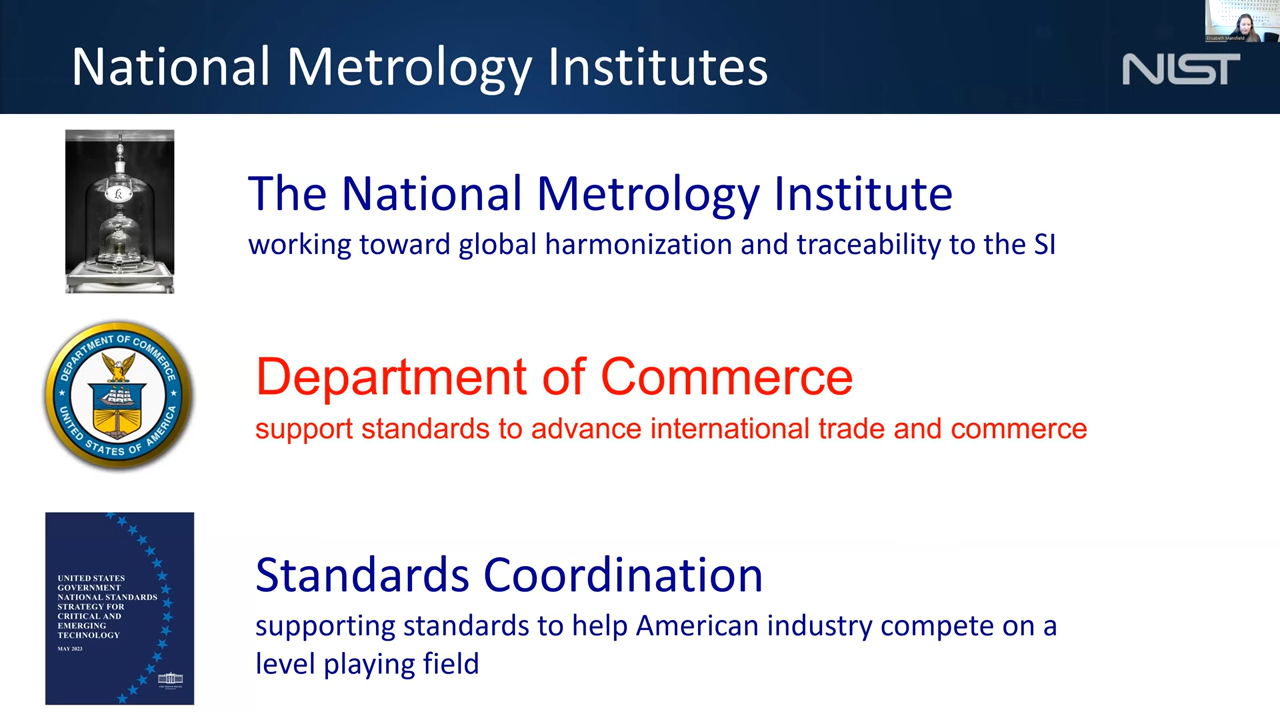 National Metrology Institutes
NIST
Elisabeth Mansfield
The National Metrology Institute
working toward global harmonization and traceability to the SI
DEPARTMENT OF COMMERCE
UNITED STATES OF AMERICA
Department of Commerce
support standards to advance international trade and commerce
UNITED STATES
GOVERNMENT
NATIONAL STANDARDS
STRATEGY FOR
CRITICAL AND
EMERGING
TECHNOLOGY
MAY 2023
Standards Coordination
supporting standards to help American industry compete on a
level playing field